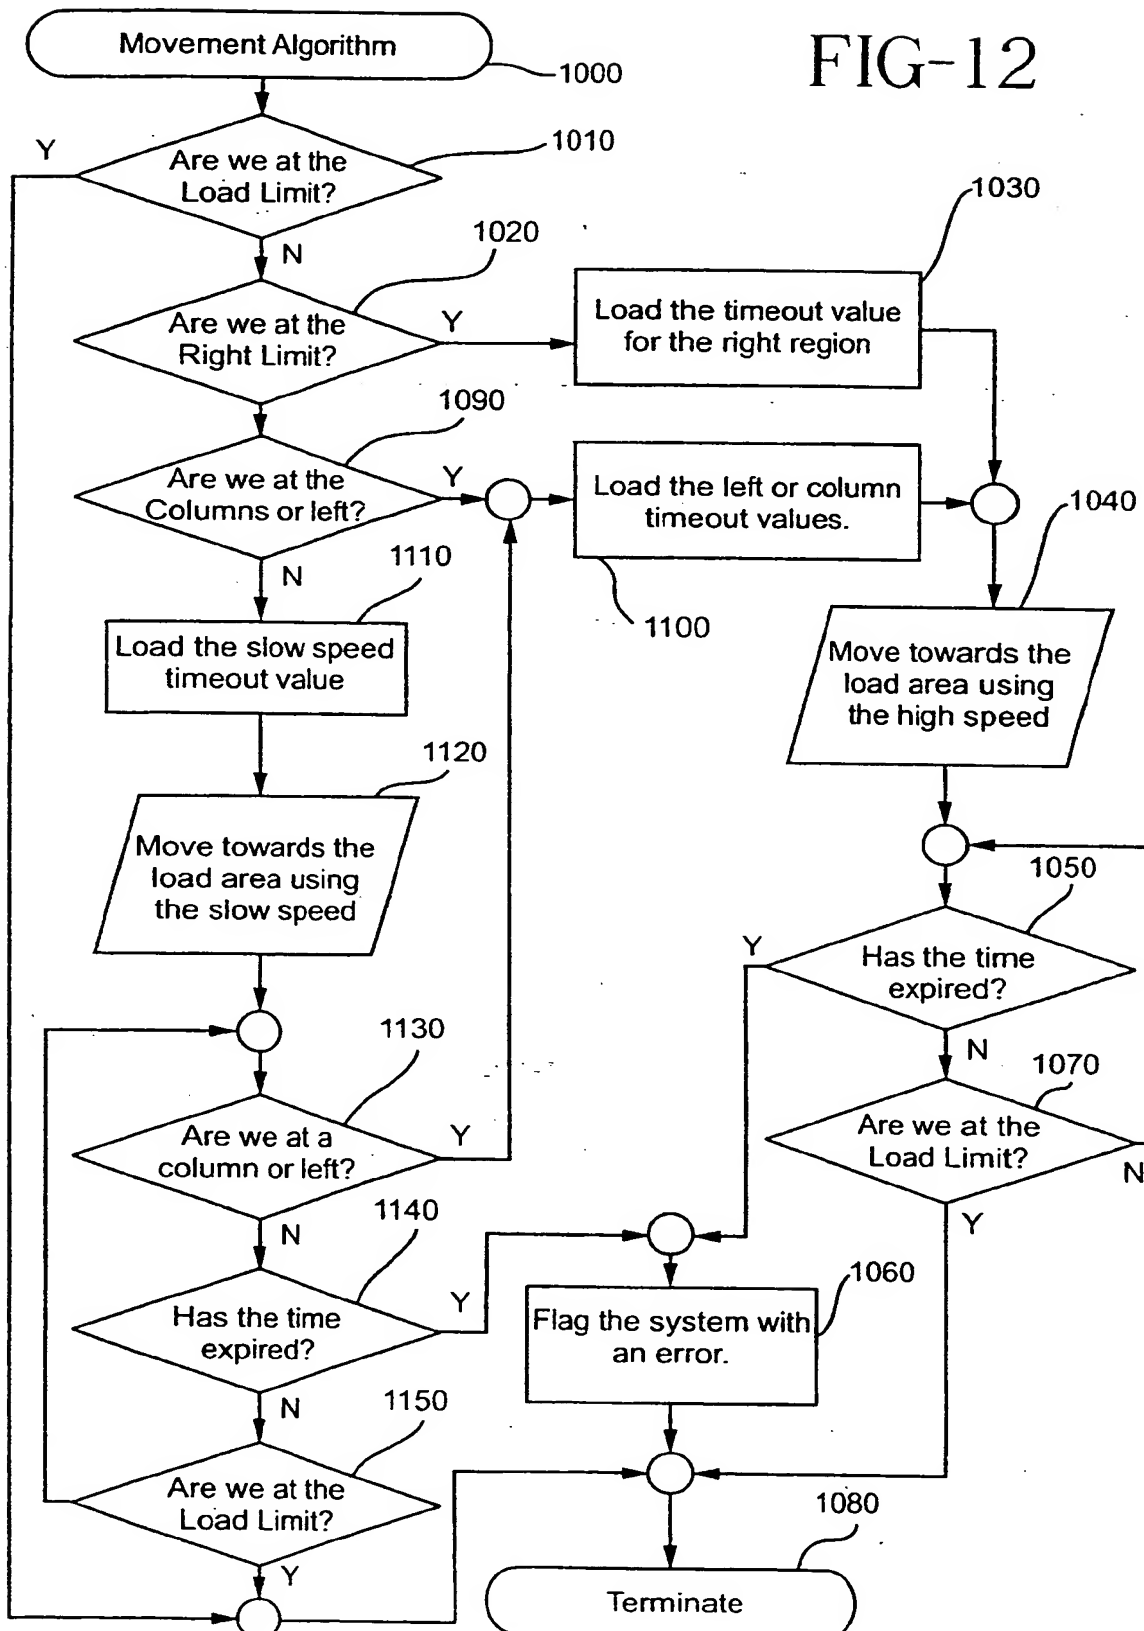 FIG-12
Movement Algorithm
1000
Y
Are we at the
Load Limit?
1010
N
1020
Are we at the
Right Limit?
Y
1030
Load the timeout value
for the right region
1090
Are we at the
Columns or left?
Y
Load the left or column
timeout values.
1100
1040
N
1110
Load the slow speed
timeout value
Move towards the
load area using
the high speed
1120
Move towards the
load area using
the slow speed
1050
Y
Has the time
expired?
N
1130
Are we at a
column or left?
Y
1070
Are we at the
Load Limit?
N
Y
N
1140
Has the time
expired?
Y
1060
Flag the system with
an error.
N
1150
Are we at the
Load Limit?
Y
1080
Terminate